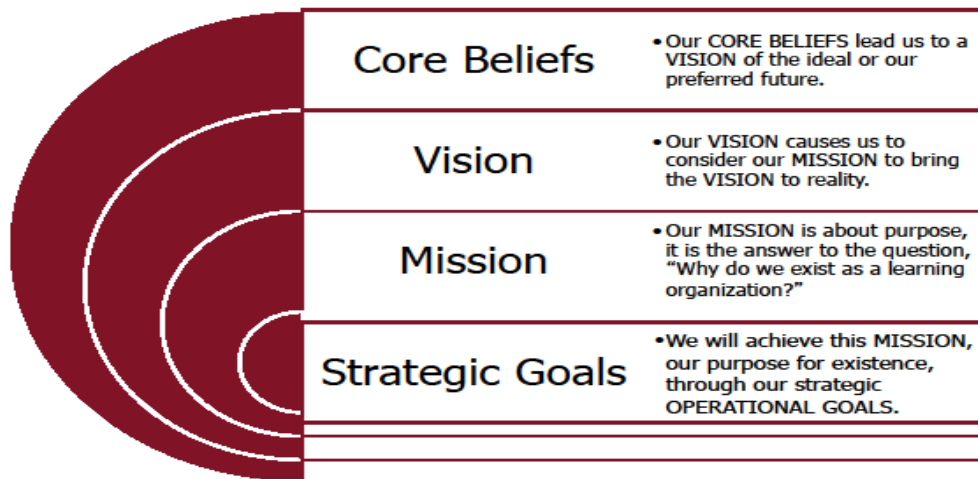 Core Beliefs
•Our CORE BELIEFS lead us to a
VISION of the ideal or our
preferred future.
Vision
•Our VISION causes us to
consider our MISSION to bring
the VISION to reality.
Mission
•Our MISSION is about purpose,
it is the answer to the question,
“Why do we exist as a learning
organization?”
Strategic Goals
•We will achieve this MISSION,
our purpose for existence,
through our strategic
OPERATIONAL GOALS.